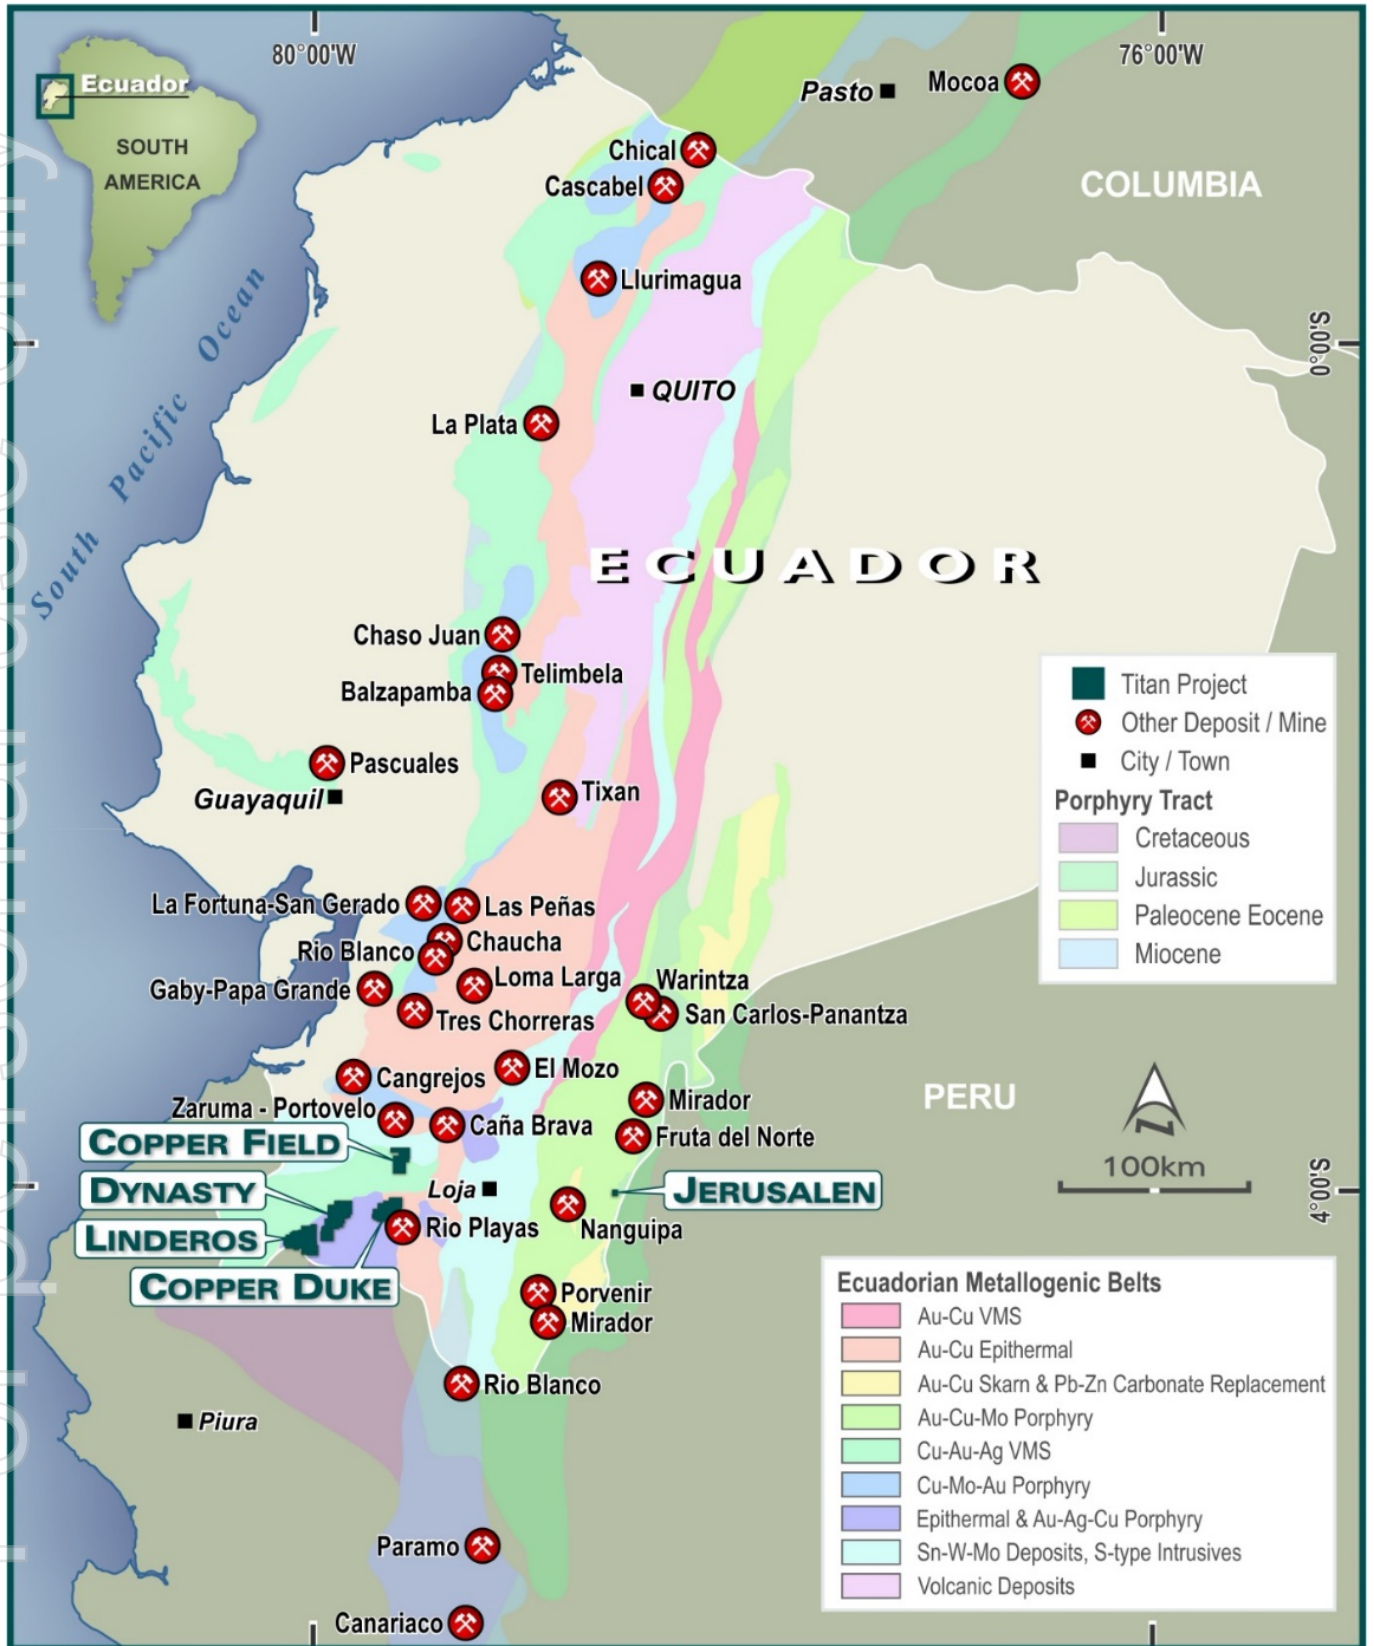 80°00'W
76°00'W
Ecuador
SOUTH
AMERICA
Pasto
Mocoa
Chical
Cascabel
COLUMBIA
Llurimagua
South Pacific Ocean
0°00'S
QUITO
La Plata
ECUADOR
Chaso Juan
Telimbela
Balzapamba
Pascuales
Guayaquil
Tixan
Titan Project
Other Deposit / Mine
City / Town
Porphyry Tract
Cretaceous
Jurassic
Paleocene Eocene
Miocene
La Fortuna-San Gerado
Las Peñas
Chaucha
Rio Blanco
Loma Larga
Gaby-Papa Grande
Tres Chorreras
Warintza
San Carlos-Panantza
Cangrejos
El Mozo
Zaruma - Portovelo
Caña Brava
Mirador
Fruta del Norte
PERU
100km
COPPER FIELD
DYNASTY
LINDEROS
COPPER DUKE
Loja
JERUSALEN
4°00'S
Rio Playas
Nanguipa
Porvenir
Mirador
Rio Blanco
Piura
Paramo
Canariaco
Ecuadorian Metallogenic Belts
Au-Cu VMS
Au-Cu Epithermal
Au-Cu Skarn & Pb-Zn Carbonate Replacement
Au-Cu-Mo Porphyry
Cu-Au-Ag VMS
Cu-Mo-Au Porphyry
Epithermal & Au-Ag-Cu Porphyry
Sn-W-Mo Deposits, S-type Intrusives
Volcanic Deposits